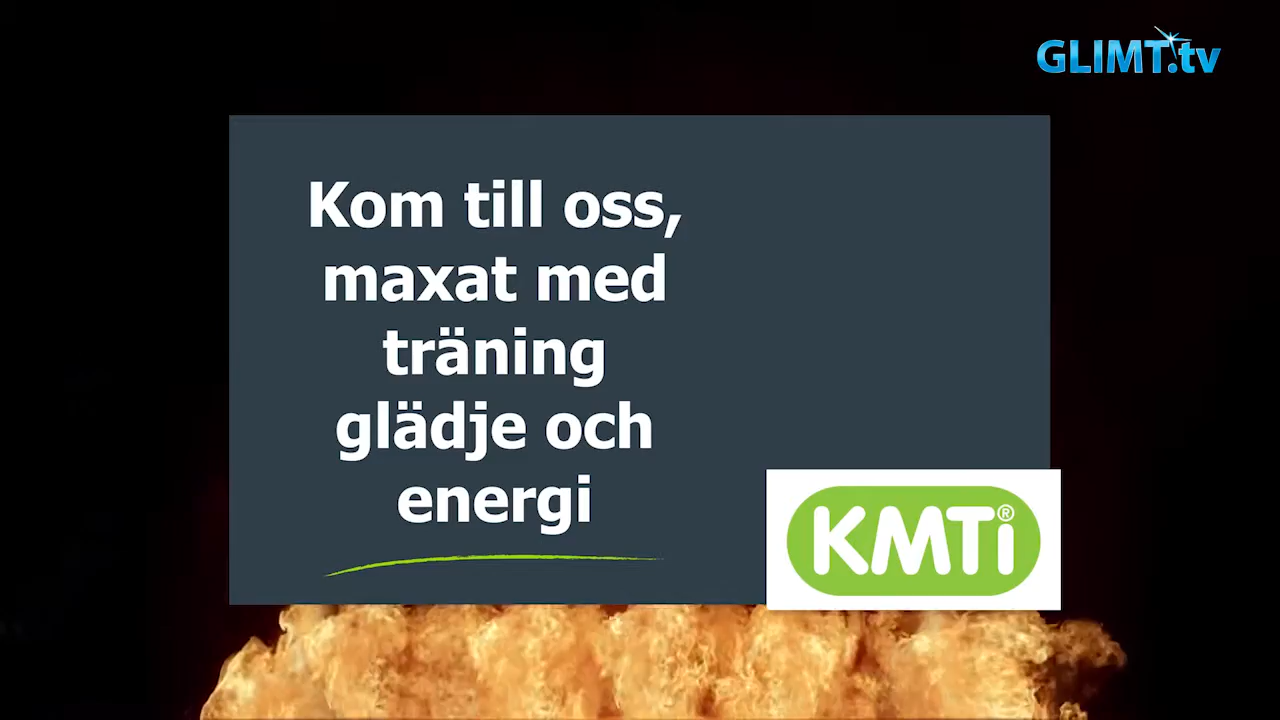 GLIMT.tv
Kom till oss,
maxat med
träning
glädje och
energi
KMTi®